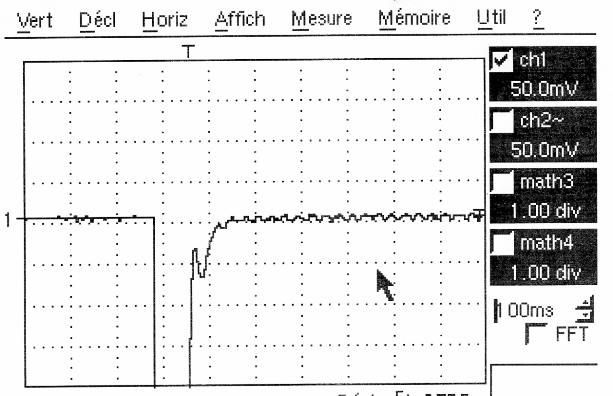 Vert Décl Horiz Affich Mesure Mémoire Util ?
T
ch1
50.0mV
ch2~
50.0mV
math3
1.00 div
math4
1.00 div
1
T
100ms
FFT